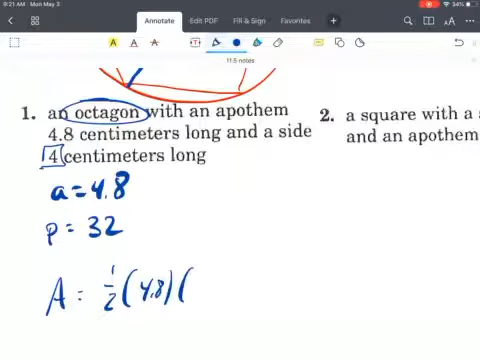 9:21 AM Mon May 3
34%
Annotate Edit PDF Fill & Sign Favorites
11.5 notes
1. an octagon with an apothem
4.8 centimeters long and a side
4 centimeters long
2. a square with a
and an apothem
a = 4.8
p = 32
A = 1/2 (4.8) (